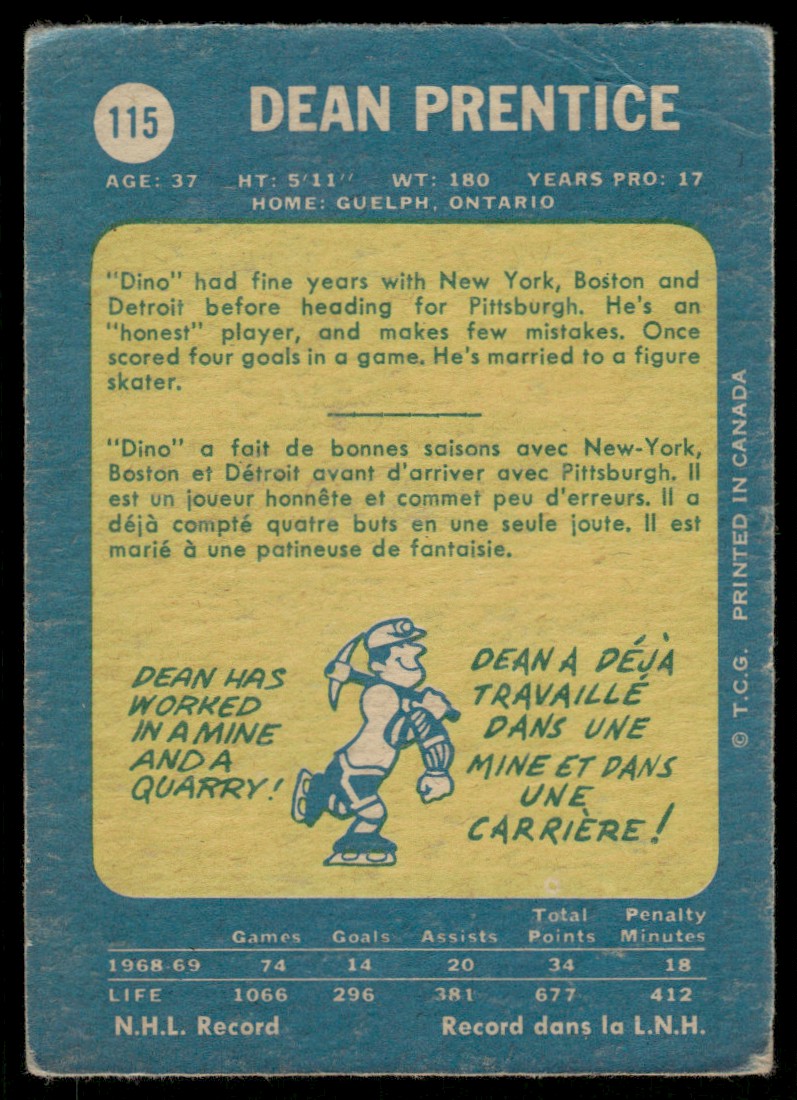 115
DEAN PRENTICE
AGE: 37 HT: 5'11" WT: 180 YEARS PRO: 17
HOME: GUELPH, ONTARIO
"Dino" had fine years with New York, Boston and
Detroit before heading for Pittsburgh. He's an
"honest" player, and makes few mistakes. Once
scored four goals in a game. He's married to a figure
skater.
"Dino" a fait de bonnes saisons avec New-York,
Boston et Détroit avant d'arriver avec Pittsburgh. Il
est un joueur honnête et commet peu d'erreurs. Il a
déjà compté quatre buts en une seule joute. Il est
marié à une patineuse de fantaisie.
DEAN HAS
WORKED
IN A MINE
AND A
QUARRY!
DEAN A DÉJÀ
TRAVAILLÉ
DANS UNE
MINE ET DANS
UNE
CARRIÈRE!
© T.C.G. PRINTED IN CANADA
Total Penalty
Games Goals Assists Points Minutes
1968-69 74 14 20 34 18
LIFE 1066 296 381 677 412
N.H.L. Record Record dans la L.N.H.